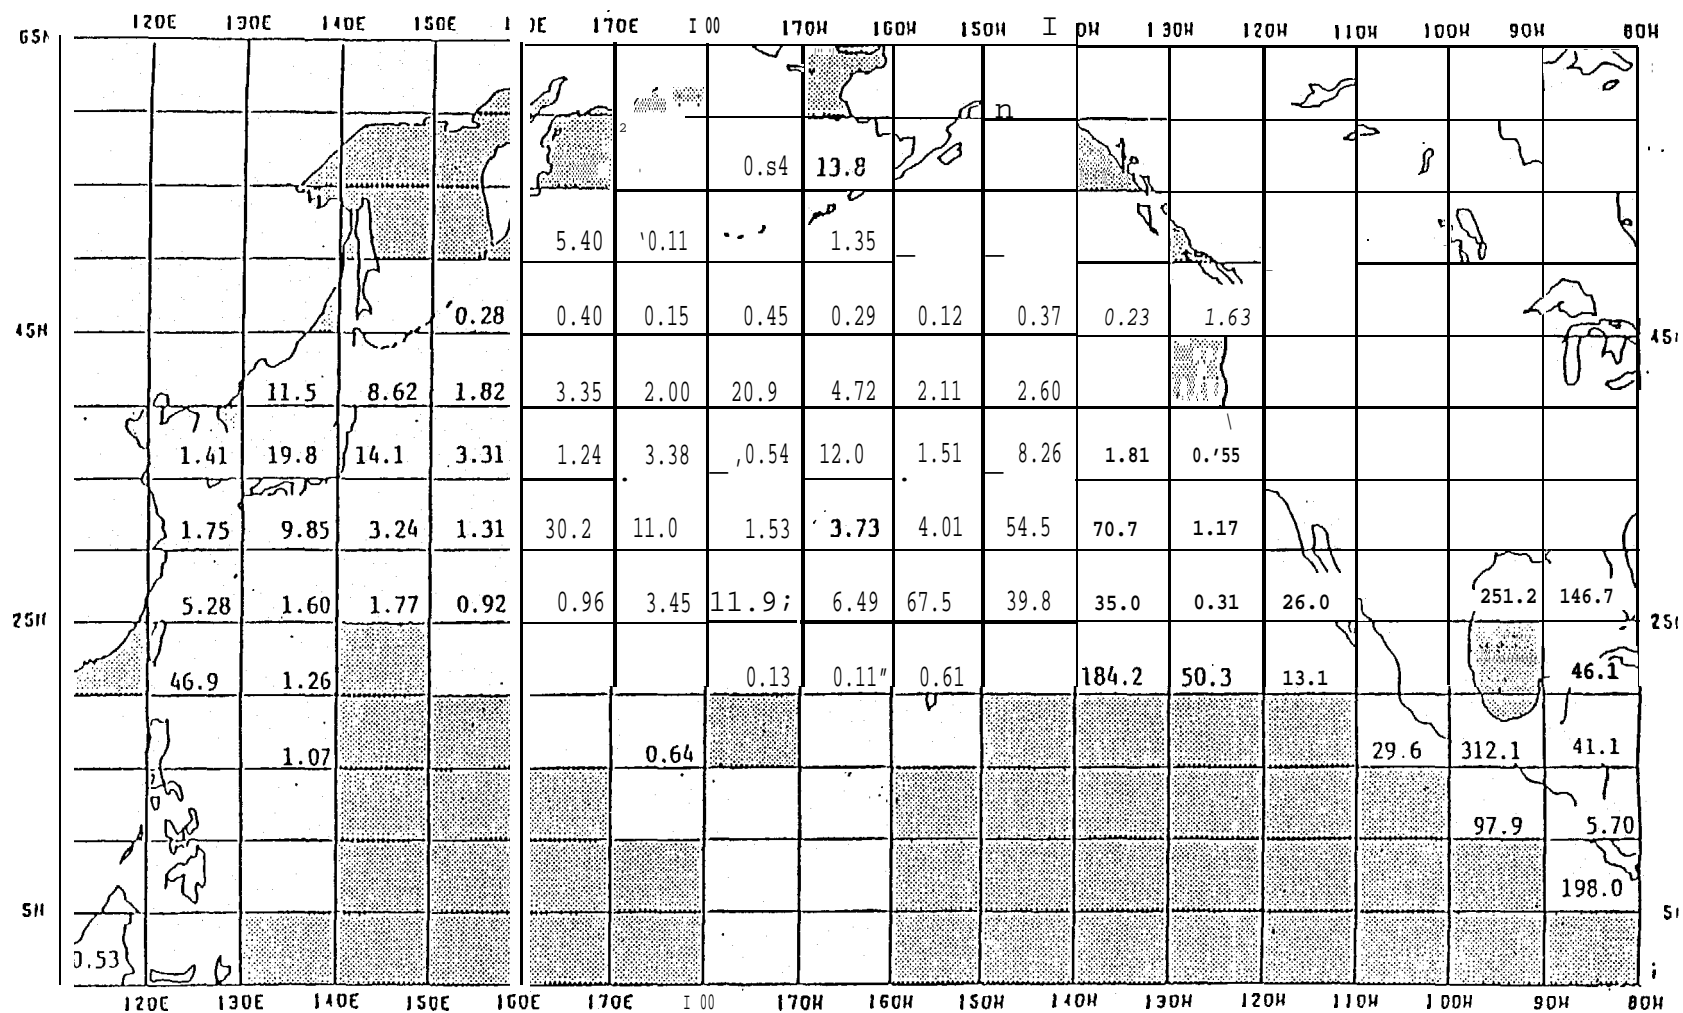 120E 130E 140E 150E 170E I 00 170W 160W 150W I 0W 130W 120W 110W 100W 90W 80W
65N
n
2
0.s4 13.8
5.40 '0.11 1.35
0.28 0.40 0.15 0.45 0.29 0.12 0.37 0.23 1.63
45N
11.5 8.62 1.82 3.35 2.00 20.9 4.72 2.11 2.60
1.41 19.8 14.1 3.31 1.24 3.38 ,0.54 12.0 1.51 8.26 1.81 0.'55
1.75 9.85 3.24 1.31 30.2 11.0 1.53 3.73 4.01 54.5 70.7 1.17
5.28 1.60 1.77 0.92 0.96 3.45 11.9; 6.49 67.5 39.8 35.0 0.31 26.0 251.2 146.7
25N
46.9 1.26 0.13 0.11" 0.61 184.2 50.3 13.1 46.1
1.07 0.64 29.6 312.1 41.1
97.9 5.70
198.0
5N
0.53
120E 130E 140E 150E 160E 170E I 00 170W 160W 150W 140W 130W 120W 110W 100W 90W 80W